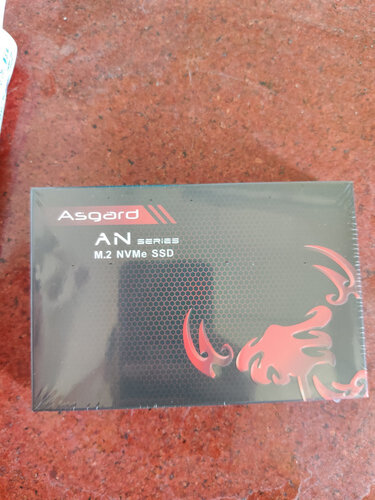 Asgard
AN SERIES
M.2 NVMe SSD